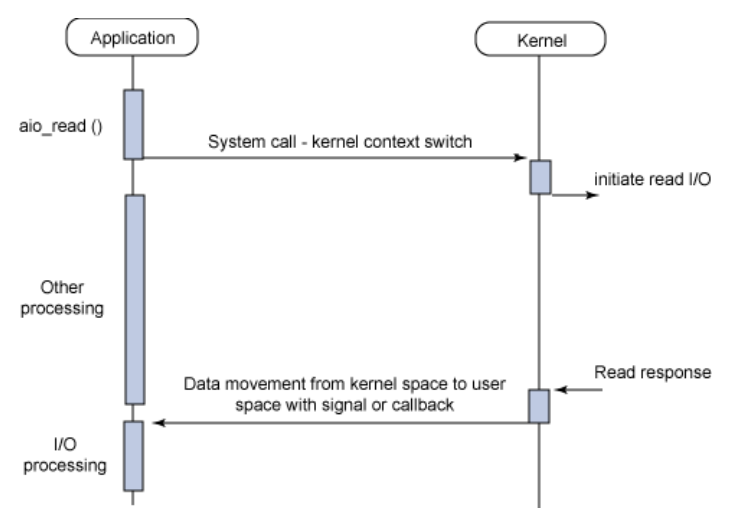 Application
Kernel
aio_read ()
System call - kernel context switch
initiate read I/O
Other
processing
Read response
Data movement from kernel space to user
space with signal or callback
I/O
processing